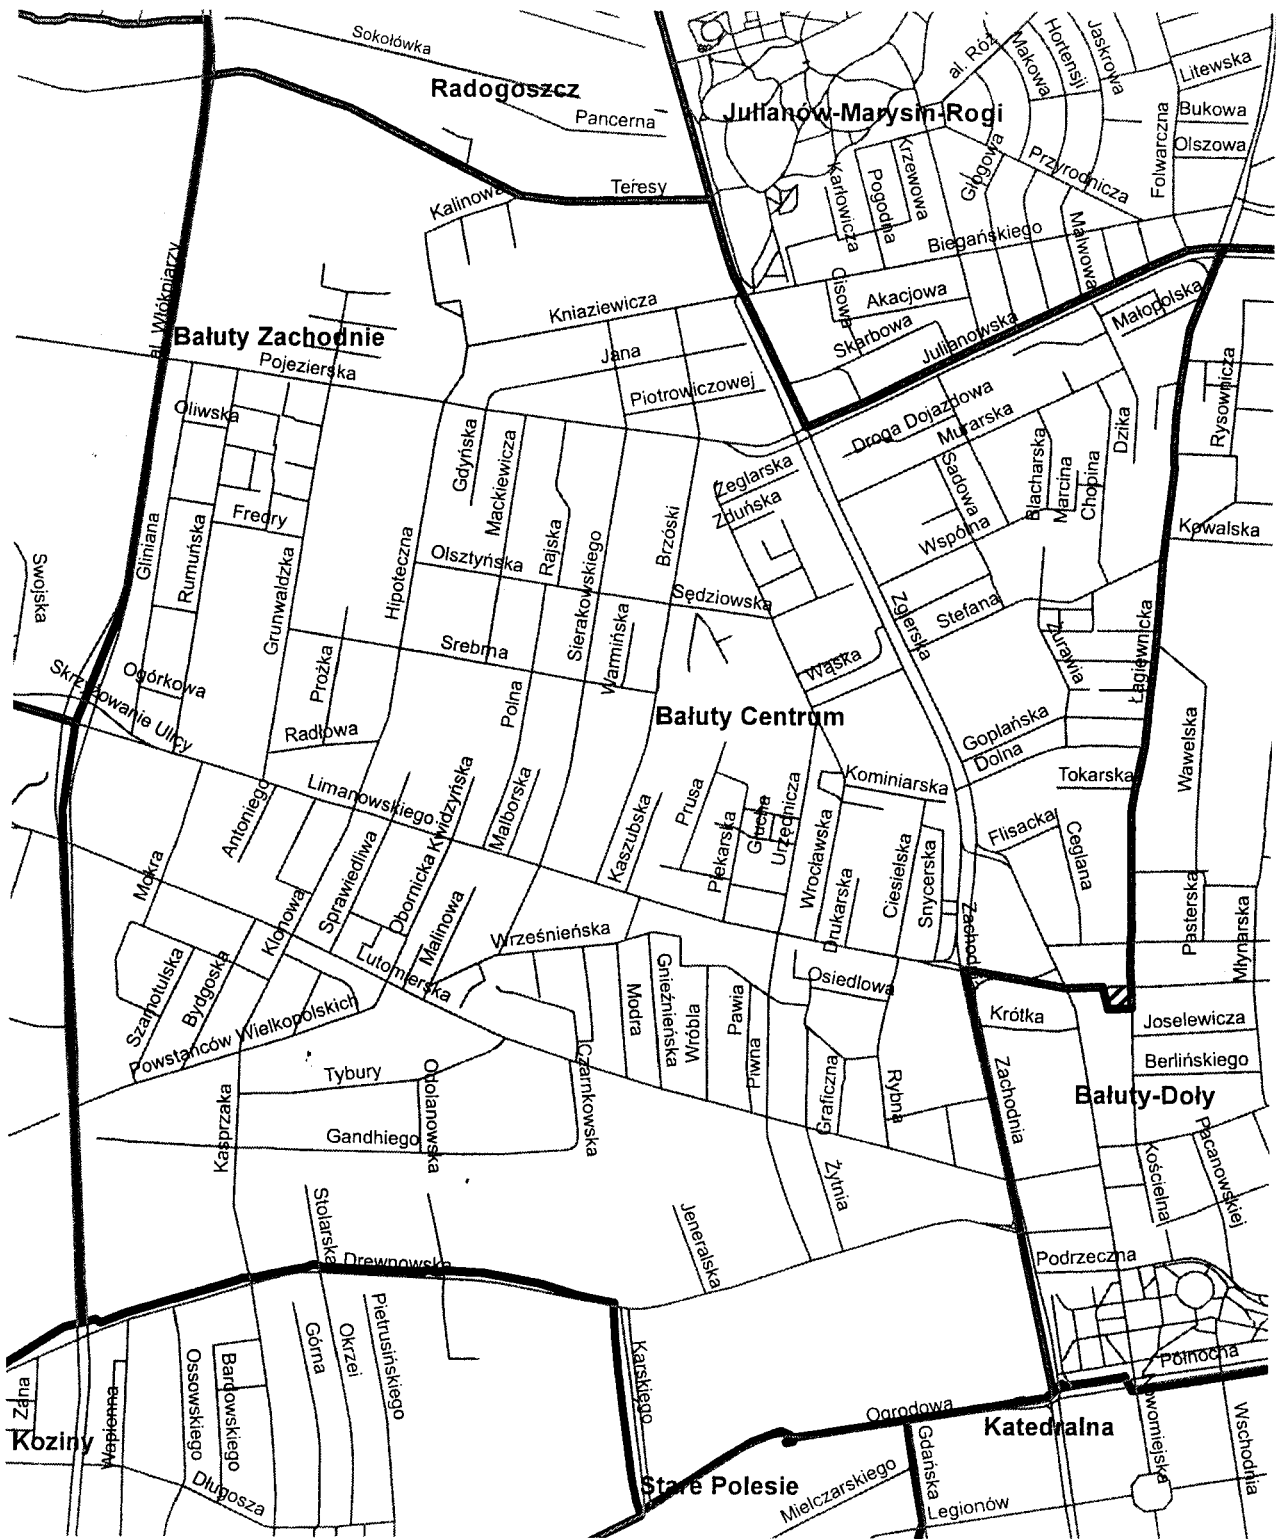 Sokołówka
Radogoszcz
Pancerna
Julianów-Marysin-Rogi
al. Róż
Makowa
Hortensji
Jaskrowa
Litewska
Bukowa
Folwarczna
Olszowa
Przyrodnicza
Głogowa
Krzewowa
Pogodna
Karłowicza
Teresy
Kalinowa
Biegańskiego
Malwowa
al. Włókniarzy
Kniaziewicza
Cisowa
Akacjowa
Skarbowa
Julianowska
Małopolska
Bałuty Zachodnie
Pojezierska
Jana
Piotrowiczowej
Rysownicza
Oliwska
Droga Dojazdowa
Murarska
Dzika
Gdyńska
Mackiewicza
Żeglarska
Zduńska
Sadowa
Blacharska
Marcina
Chopina
Fredry
Gliniana
Rumuńska
Wspólna
Kowalska
Rajska
Brzóski
Olsztyńska
Hipoteczna
Grunwaldzka
Sierakowskiego
Swojska
Sędziowska
Zgierska
Stefana
Srebrna
Warmińska
Żurawia
Łagiewnicka
Prożka
Wąska
Skrzyżowanie Ulicy
Ogórkowa
Polna
Bałuty Centrum
Radłowa
Goplańska
Dolna
Wawelska
Tokarska
Limanowskiego
Kominiarska
Antoniego
Kwidzyńska
Malborska
Kaszubska
Prusa
Piekarska
Głucha
Urzędnicza
Wrocławska
Flisacka
Ceglana
Mokra
Sprawiedliwa
Obornicka
Malinowa
Klonowa
Drukarska
Ciesielska
Snycerska
Pasterska
Młynarska
Wrześnieńska
Zachodnia
Lutomierska
Szamotulska
Bydgoska
Powstańców Wielkopolskich
Osiedlowa
Modra
Gnieźnieńska
Wróbla
Pawia
Piwna
Krótka
Joselewicza
Berlińskiego
Czarnkowska
Tybury
Odolanowska
Kasprzaka
Gandhiego
Graficzna
Rybna
Zachodnia
Bałuty-Doły
Kościelna
Pacanowskiej
Żytnia
Stolarska
Jeneralska
Drewnowska
Podrzeczna
Północna
Górna
Okrzei
Pietrusińskiego
Karskiego
Zana
Wapienna
Ossowskiego
Bardowskiego
Ogrodowa
Koziny
Katedralna
Gdańska
Nowomiejska
Wschodnia
Długosza
Stare Polesie
Mielczarskiego
Legionów